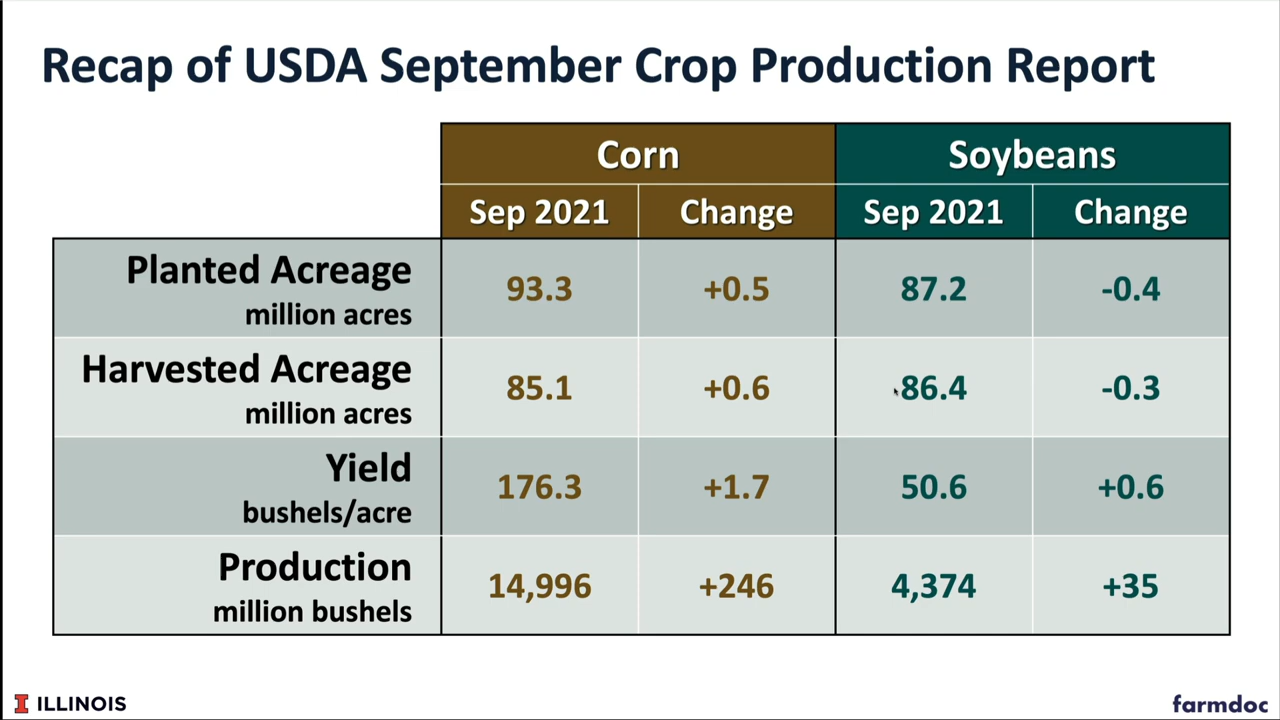 Recap of USDA September Crop Production Report
Corn Soybeans
Sep 2021 Change Sep 2021 Change
Planted Acreage
million acres
93.3 +0.5 87.2 -0.4
Harvested Acreage
million acres
85.1 +0.6 86.4 -0.3
Yield
bushels/acre
176.3 +1.7 50.6 +0.6
Production
million bushels
14,996 +246 4,374 +35
I ILLINOIS
farmdoc